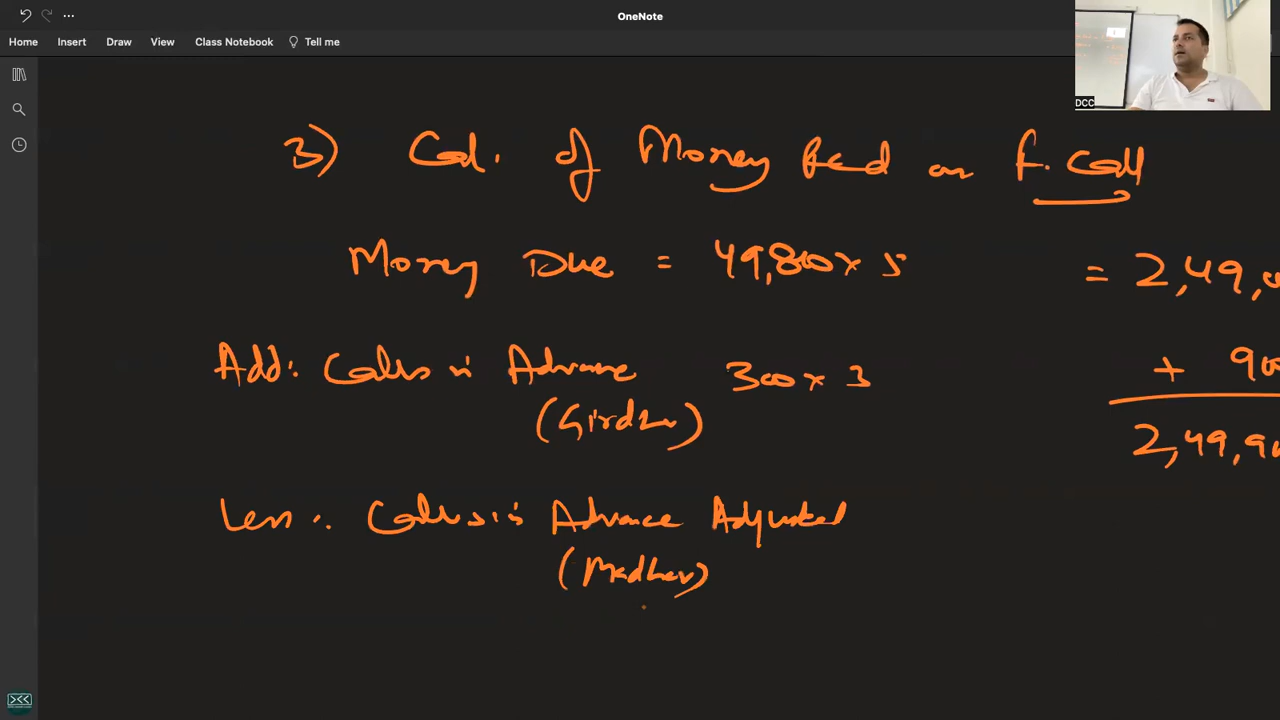 OneNote
Home Insert Draw View Class Notebook Tell me
DCC
3) Cal. of Money Recd on F. Call
Money Due = 49,800 x 5 = 2,49,0
Add: Calls in Advance 300 x 3 + 900
(Girdhar)
2,49,90
Less: Calls in Advance Adjusted
(Madhav)